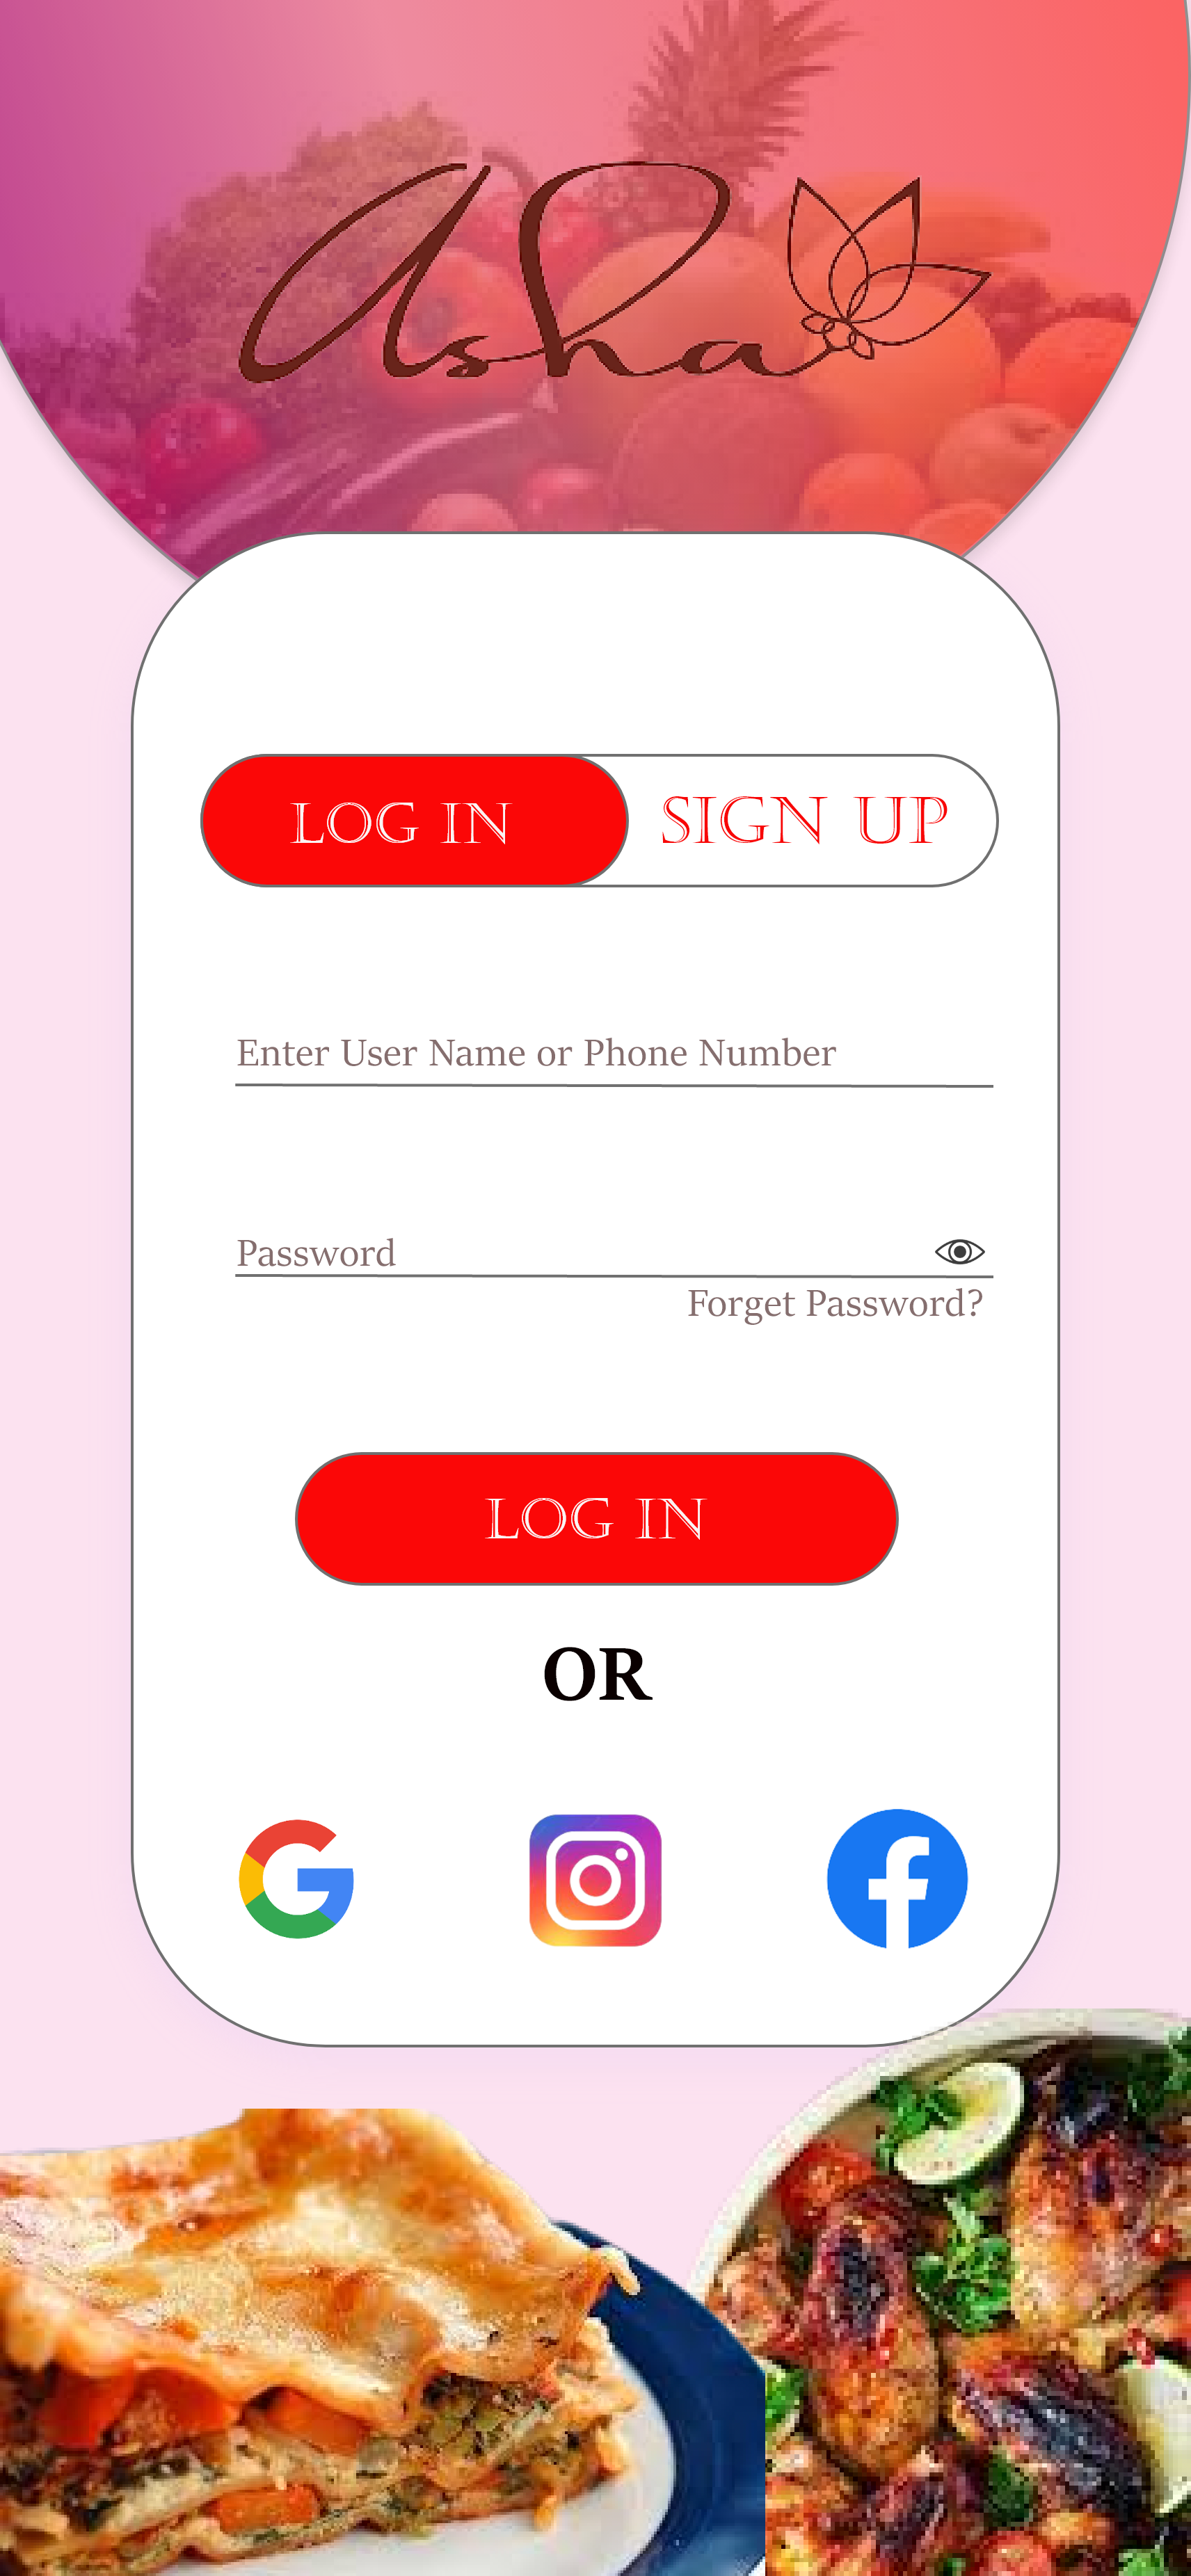 Asha
LOG IN
SIGN UP
Enter User Name or Phone Number
Password
Forget Password?
LOG IN
OR